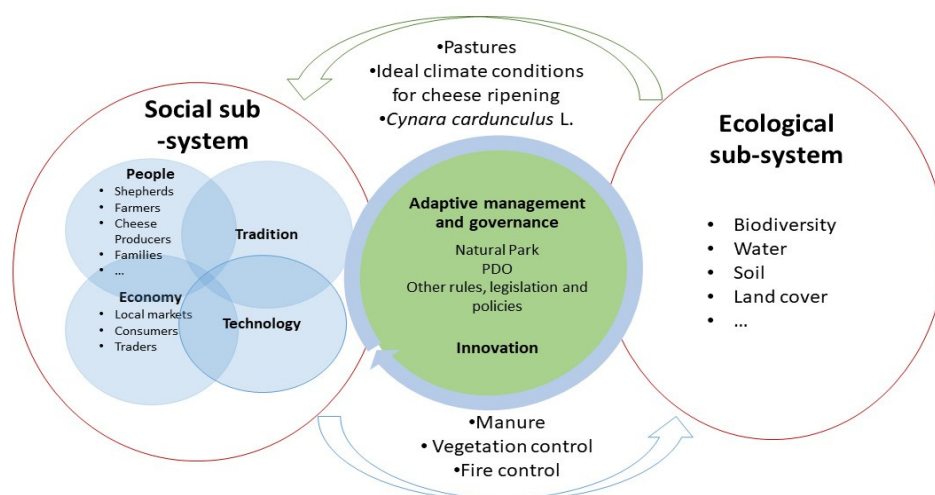 •Pastures
•Ideal climate conditions
for cheese ripening
•Cynara cardunculus L.
Social sub
-system
People
• Shepherds
• Farmers
• Cheese
Producers
• Families
• ...
Tradition
Economy
• Local markets
• Consumers
• Traders
Technology
Adaptive management
and governance
Natural Park
PDO
Other rules, legislation and
policies
Innovation
Ecological
sub-system
• Biodiversity
• Water
• Soil
• Land cover
• ...
•Manure
• Vegetation control
•Fire control